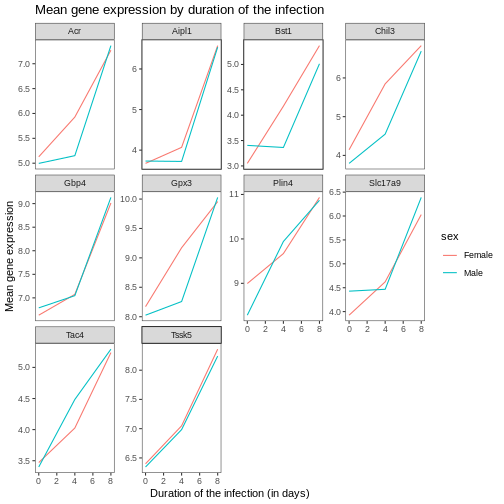 Mean gene expression by duration of the infection
Acr
Aipl1
Bst1
Chil3
7.0
6.5
6.0
5.5
5.0
6
5
4
5.0
4.5
4.0
3.5
3.0
6
5
4
Gbp4
Gpx3
Plin4
Slc17a9
9.0
8.5
8.0
7.5
7.0
10.0
9.5
9.0
8.5
8.0
11
10
9
6.5
6.0
5.5
5.0
4.5
4.0
0 2 4 6 8
0 2 4 6 8
Tac4
Tssk5
5.0
4.5
4.0
3.5
8.0
7.5
7.0
6.5
0 2 4 6 8
0 2 4 6 8
Duration of the infection (in days)
Mean gene expression
sex
Female
Male